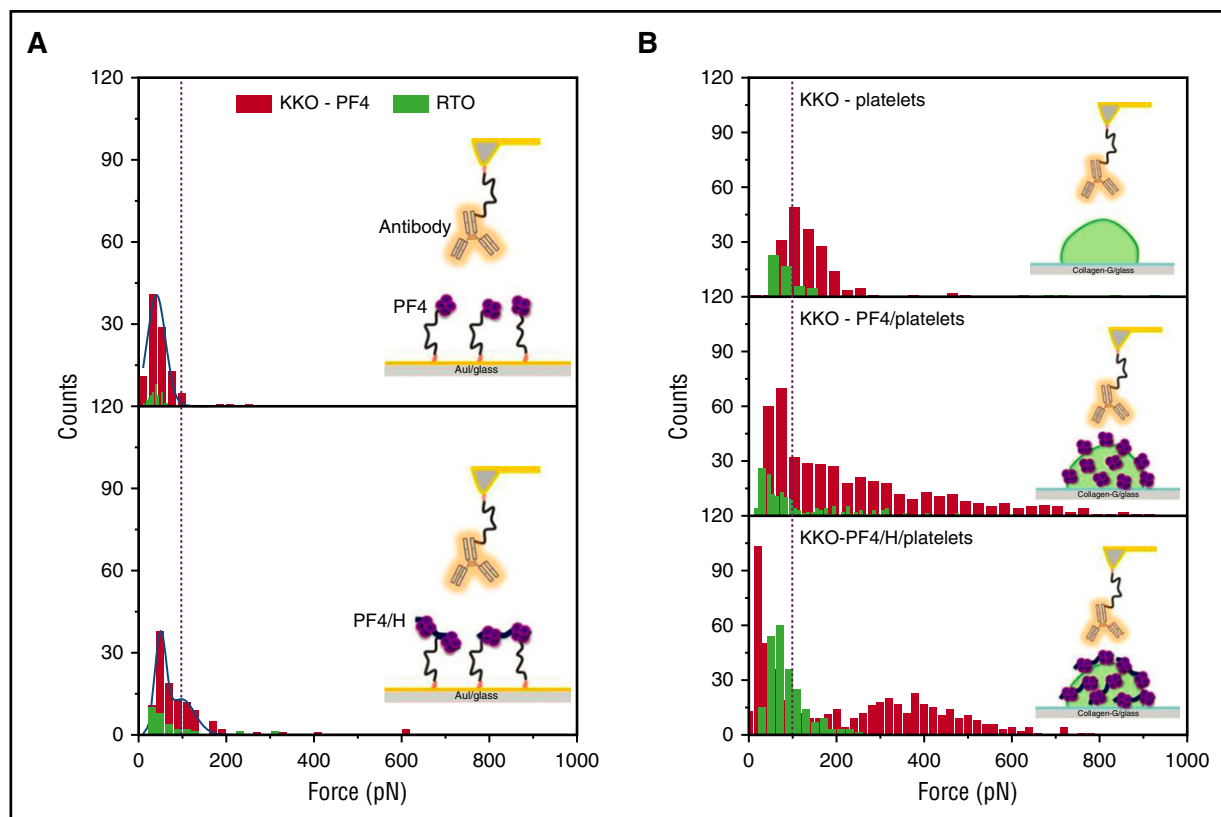 A
B
120
90
60
30
120
90
60
30
0
Counts
KKO - PF4
RTO
Antibody
PF4
Aul/glass
PF4/H
Aul/glass
0
200
400
600
800
1000
Force (pN)
120
90
60
30
120
90
60
30
120
90
60
30
0
Counts
KKO - platelets
Collagen-G/glass
KKO - PF4/platelets
Collagen-G/glass
KKO-PF4/H/platelets
Collagen-G/glass
0
200
400
600
800
1000
Force (pN)